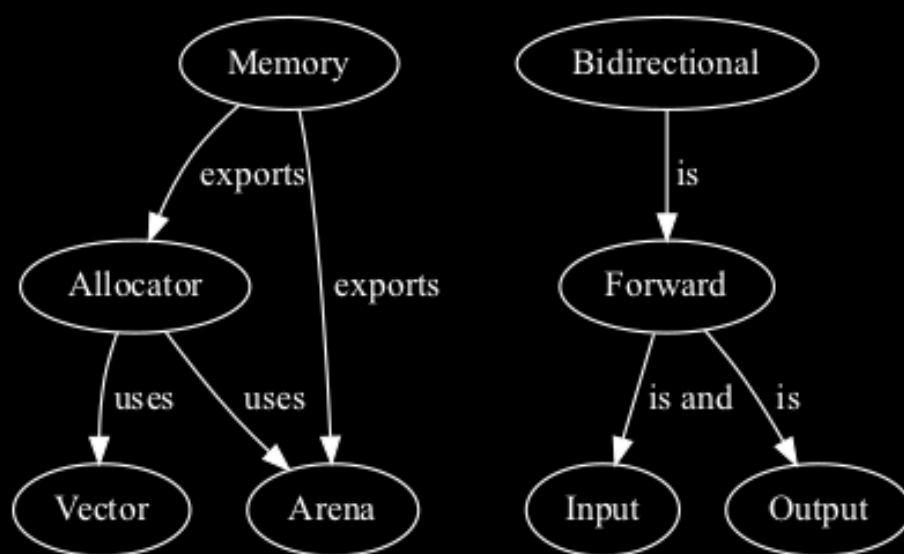 Memory
Bidirectional
exports
is
Allocator
exports
Forward
uses
uses
is and
is
Vector
Arena
Input
Output